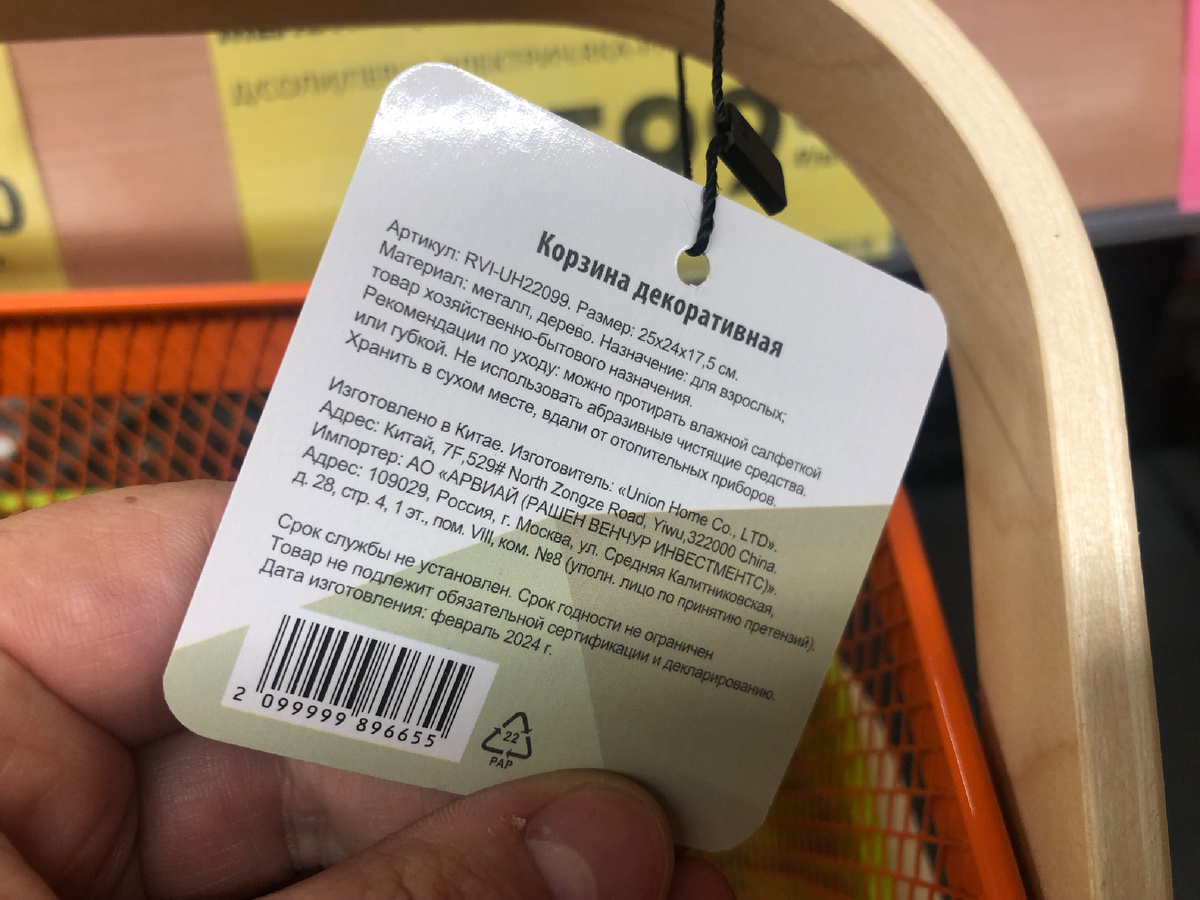 Д/СОЛИ/ПЕР
599
0
Корзина декоративная
Артикул: RVI-UH22099. Размер: 25x24x17,5 см.
Материал: металл, дерево. Назначение: для взрослых;
товар хозяйственно-бытового назначения.
Рекомендации по уходу: можно протирать влажной салфеткой
или губкой. Не использовать абразивные чистящие средства.
Хранить в сухом месте, вдали от отопительных приборов.
Изготовлено в Китае. Изготовитель: «Union Home Co., LTD».
Адрес: Китай, 7F,529# North Zongze Road, Yiwu,322000 China.
Импортер: АО «АРВИАЙ (РАШЕН ВЕНЧУР ИНВЕСТМЕНТС)».
Адрес: 109029, Россия, г. Москва, ул. Средняя Калитниковская,
д. 28, стр. 4, 1 эт., пом. VIII, ком. №8 (уполн. лицо по принятию претензий).
Срок службы не установлен. Срок годности не ограничен
Товар не подлежит обязательной сертификации и декларированию.
Дата изготовления: февраль 2024 г.
2 099999 896655
22
PAP